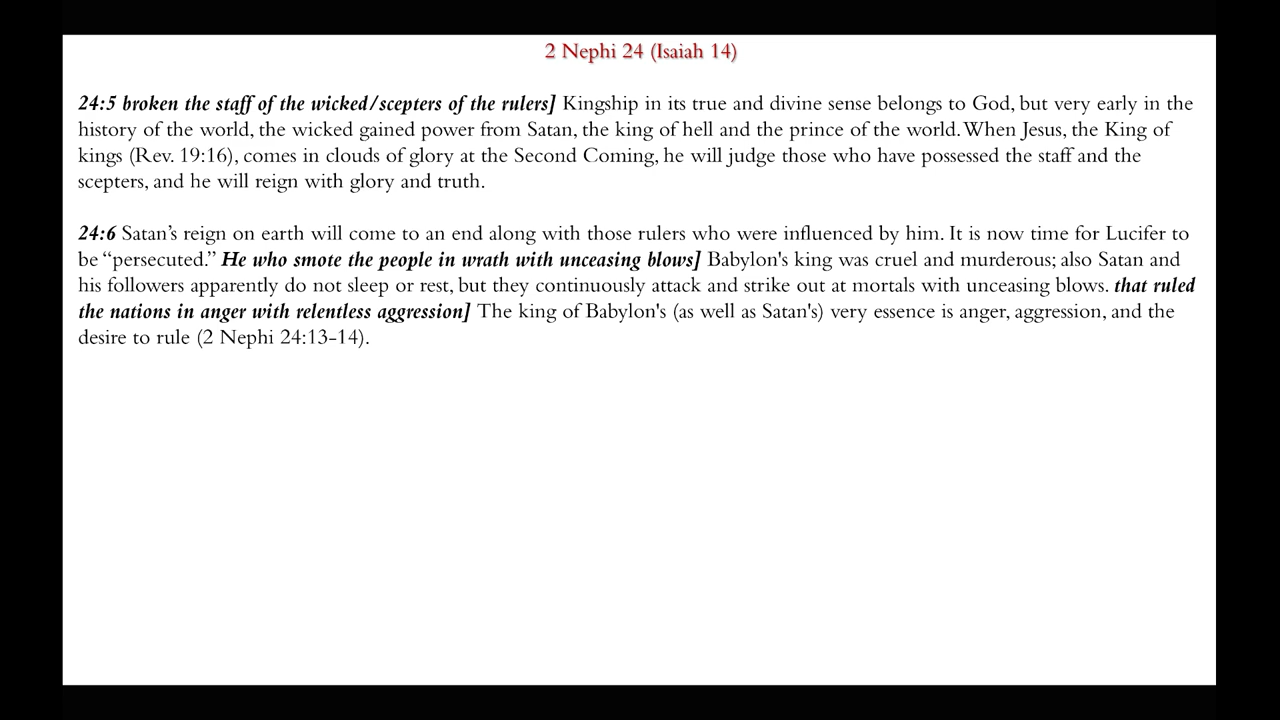 2 Nephi 24 (Isaiah 14)
24:5 broken the staff of the wicked/scepters of the rulers] Kingship in its true and divine sense belongs to God, but very early in the
history of the world, the wicked gained power from Satan, the king of hell and the prince of the world. When Jesus, the King of
kings (Rev. 19:16), comes in clouds of glory at the Second Coming, he will judge those who have possessed the staff and the
scepters, and he will reign with glory and truth.
24:6 Satan’s reign on earth will come to an end along with those rulers who were influenced by him. It is now time for Lucifer to
be “persecuted.” He who smote the people in wrath with unceasing blows] Babylon's king was cruel and murderous; also Satan and
his followers apparently do not sleep or rest, but they continuously attack and strike out at mortals with unceasing blows. that ruled
the nations in anger with relentless aggression] The king of Babylon's (as well as Satan's) very essence is anger, aggression, and the
desire to rule (2 Nephi 24:13-14).